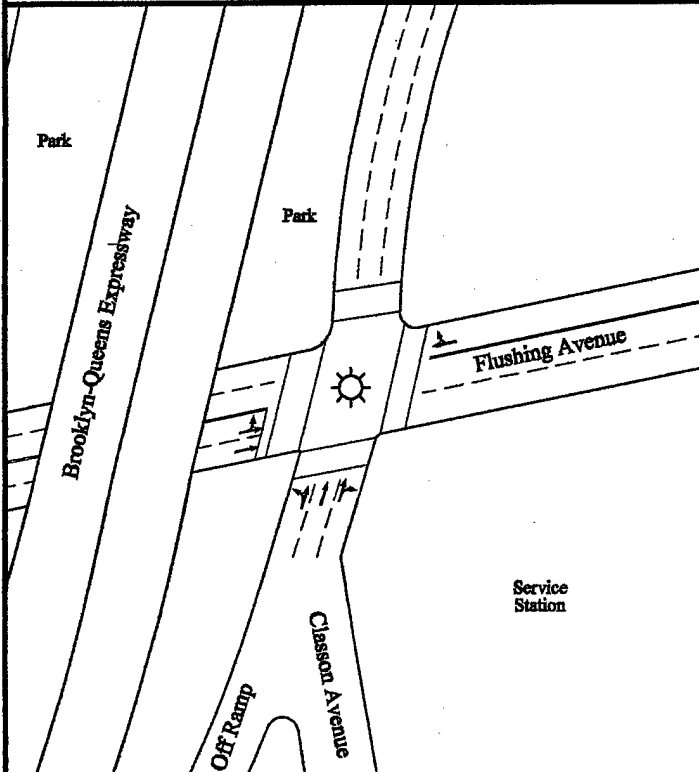 Park
Park
Brooklyn-Queens Expressway
Flushing Avenue
Service
Station
Classon Avenue
Off Ramp